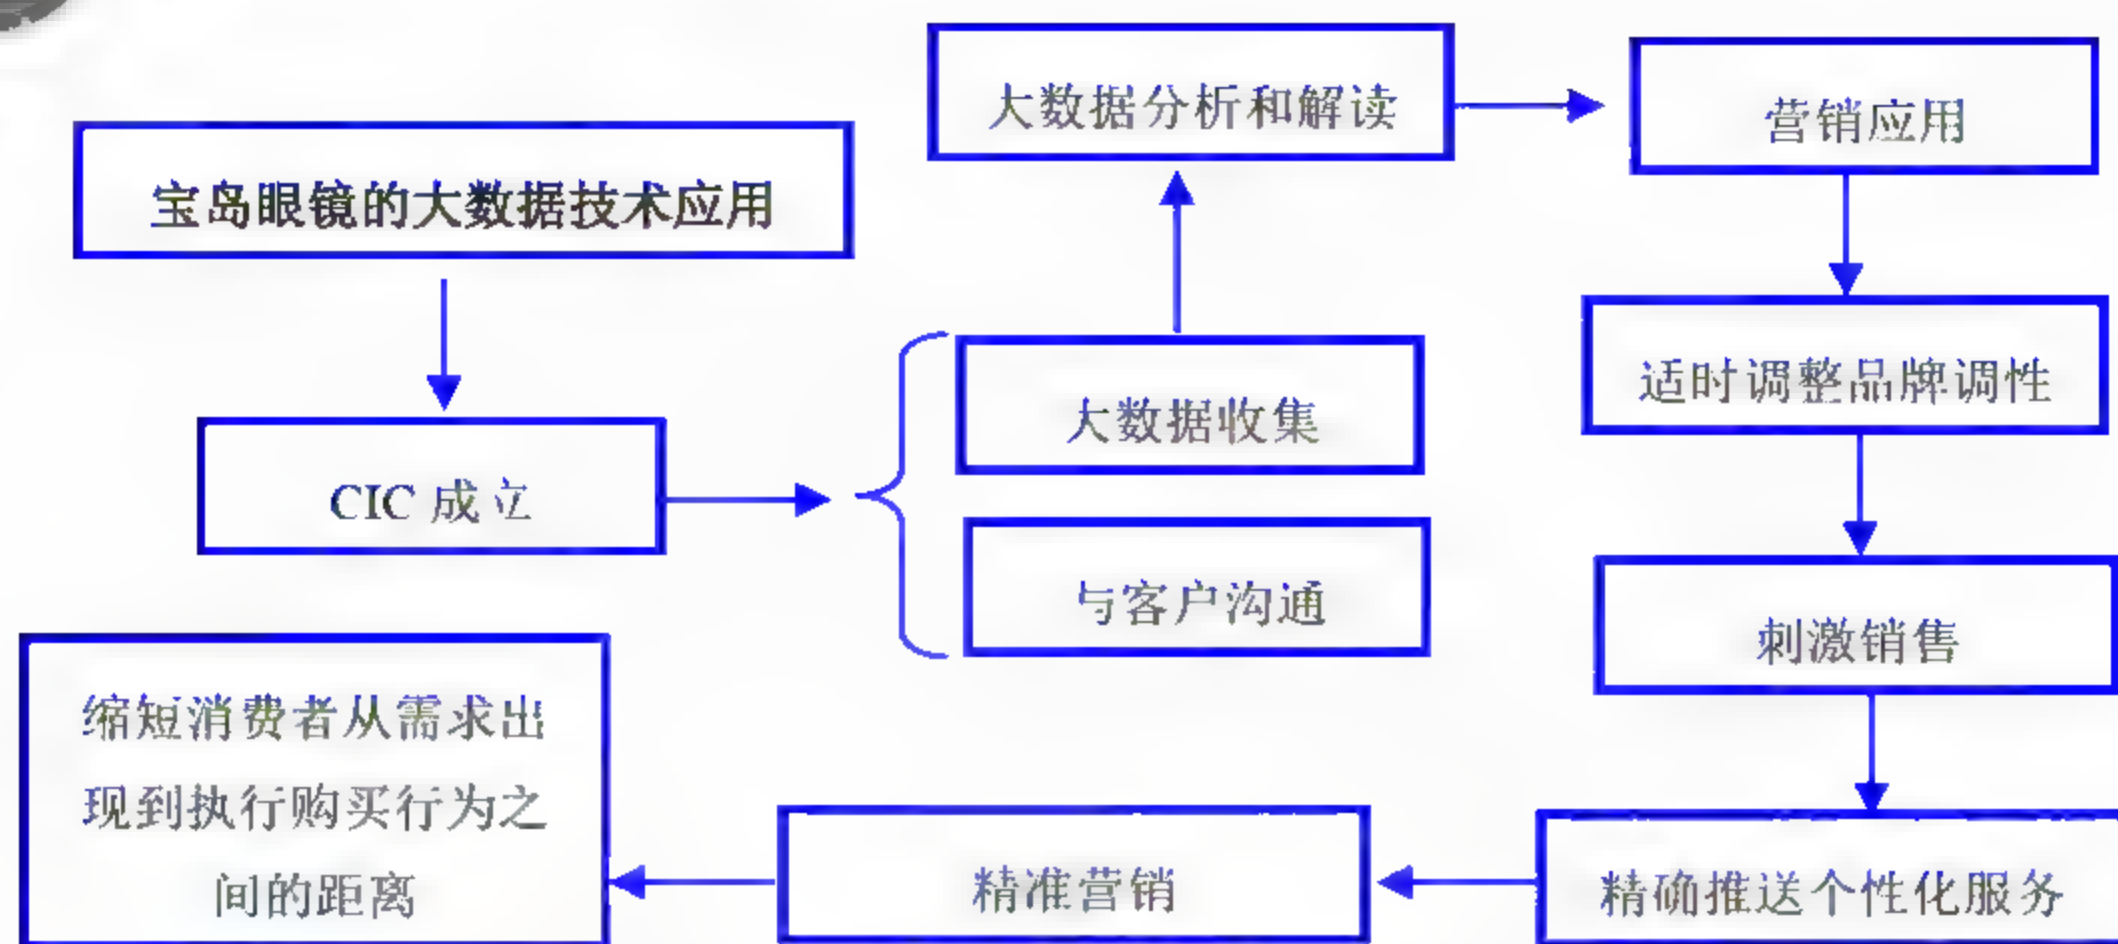 宝岛眼镜的大数据技术应用
CIC 成立
大数据收集
与客户沟通
大数据分析和解读
营销应用
适时调整品牌调性
刺激销售
精确推送个性化服务
精准营销
缩短消费者从需求出
现到执行购买行为之
间的距离